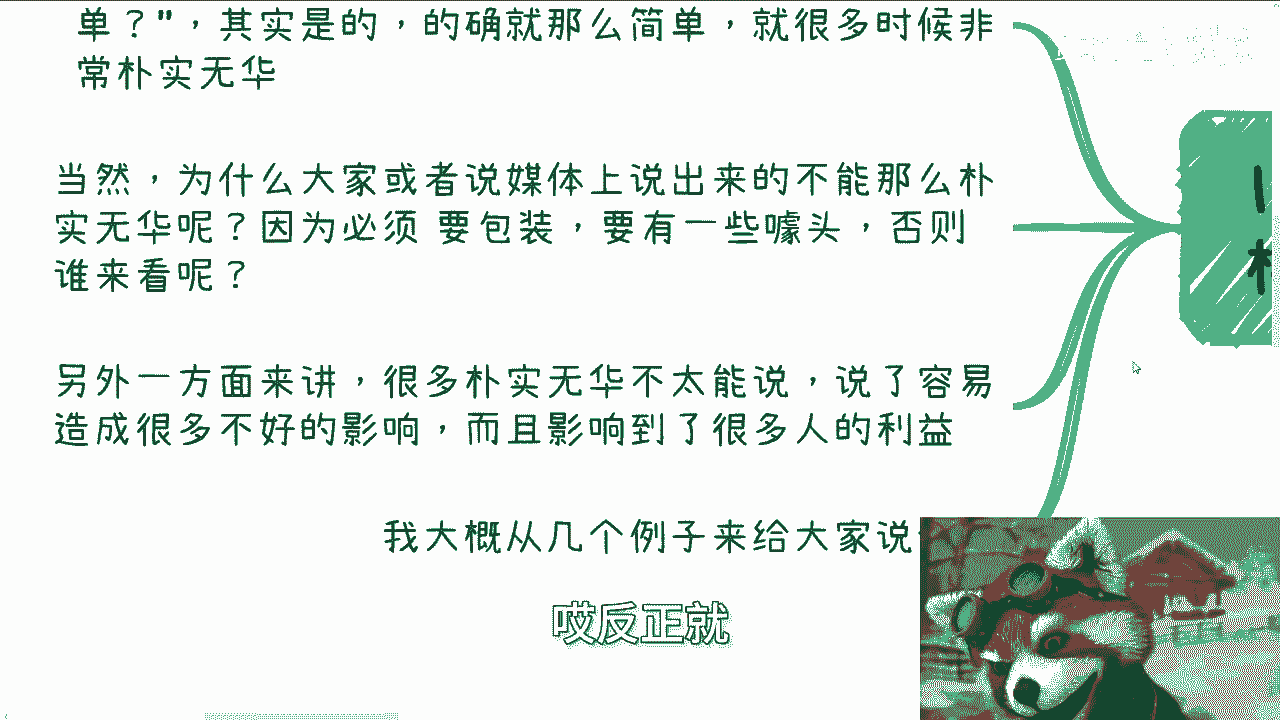 单？"，其实是的，的确就那么简单，就很多时候非
常朴实无华
当然，为什么大家或者说媒体上说出来的不能那么朴
实无华呢？因为必须 要包装，要有一些噱头，否则
谁来看呢？
另外一方面来讲，很多朴实无华不太能说，说了容易
造成很多不好的影响，而且影响到了很多人的利益
我大概从几个例子来给大家说
哎反正就